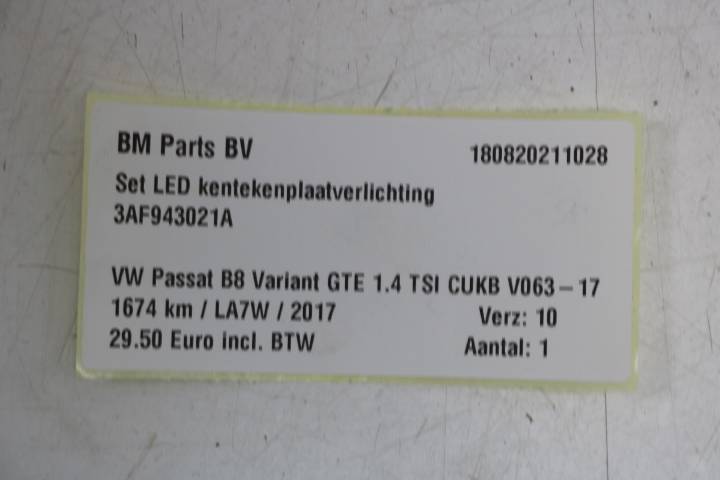 BM Parts BV 180820211028
Set LED kentekenplaatverlichting
3AF943021A
VW Passat B8 Variant GTE 1.4 TSI CUKB V063-17
1674 km / LA7W / 2017 Verz: 10
29.50 Euro incl. BTW Aantal: 1